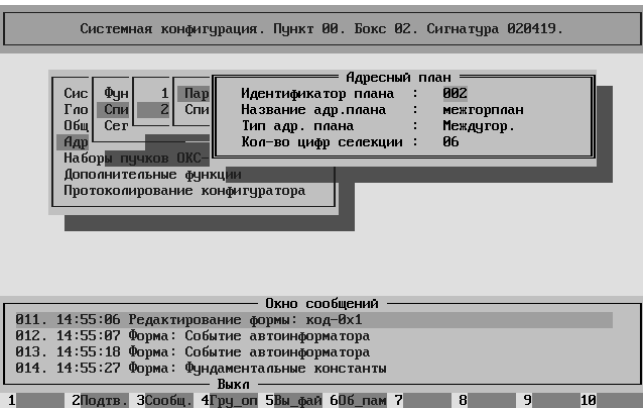 Системная конфигурация. Пункт 00. Бокс 02. Сигнатура 020419.
Адресный план
Сис Фун 1 Пар Идентификатор плана : 002
Гло Спи 2 Спи Название адр.плана : межгорплан
Общ Сег Тип адр. плана : Междугор.
Адр Кол-во цифр селекции : 06
Наборы пучков ОКС-
Дополнительные функции
Протоколирование конфигуратора
Окно сообщений
011. 14:55:06 Редактирование формы: код-0x1
012. 14:55:07 Форма: Событие автоинформатора
013. 14:55:18 Форма: Событие автоинформатора
014. 14:55:27 Форма: Фундаментальные константы
Выкл
1 2Подтв. 3Сообщ. 4Гру_оп 5Вы_фай 6Об_пам 7 8 9 10